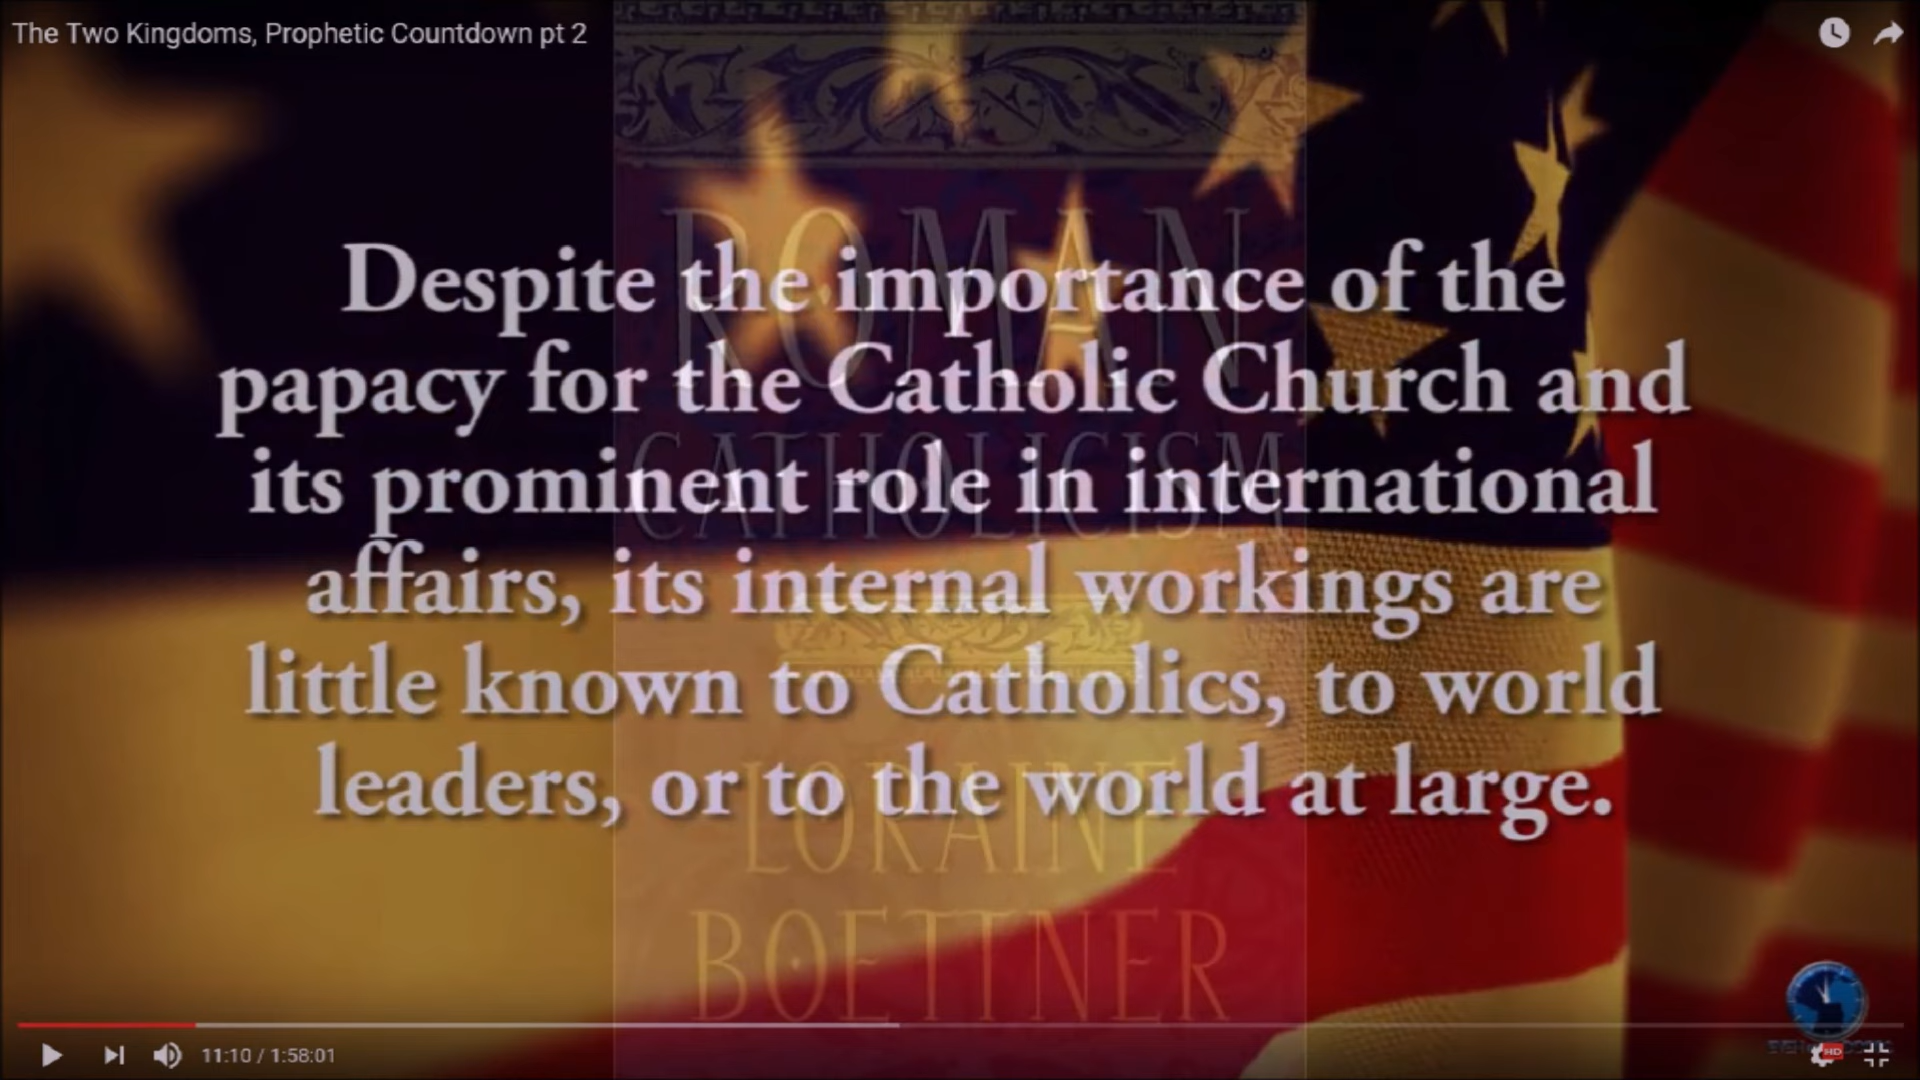 The Two Kingdoms, Prophetic Countdown pt 2
ROMAN
CATHOLICISM
Despite the importance of the
papacy for the Catholic Church and
its prominent role in international
affairs, its internal workings are
little known to Catholics, to world
leaders, or to the world at large.
LORAINE
BOETTNER
11:10 / 1:58:01
HD